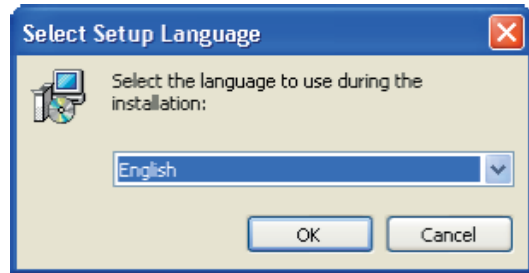 Select Setup Language
Select the language to use during the
installation:
English
OK Cancel